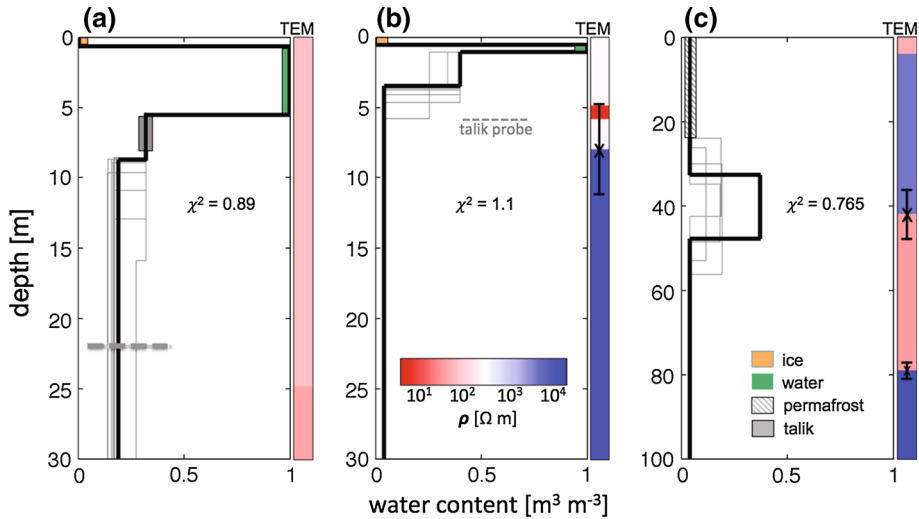 (a)
TEM
(b)
TEM
(c)
TEM
0
5
10
15
20
25
30
depth [m]
χ² = 0.89
0
0.5
1
0
5
10
15
20
25
30
talik probe
χ² = 1.1
10¹ 10² 10³ 10⁴
ρ [Ω m]
0
0.5
1
water content [m³ m⁻³]
0
20
40
60
80
100
χ² = 0.765
ice
water
permafrost
talik
0
0.5
1